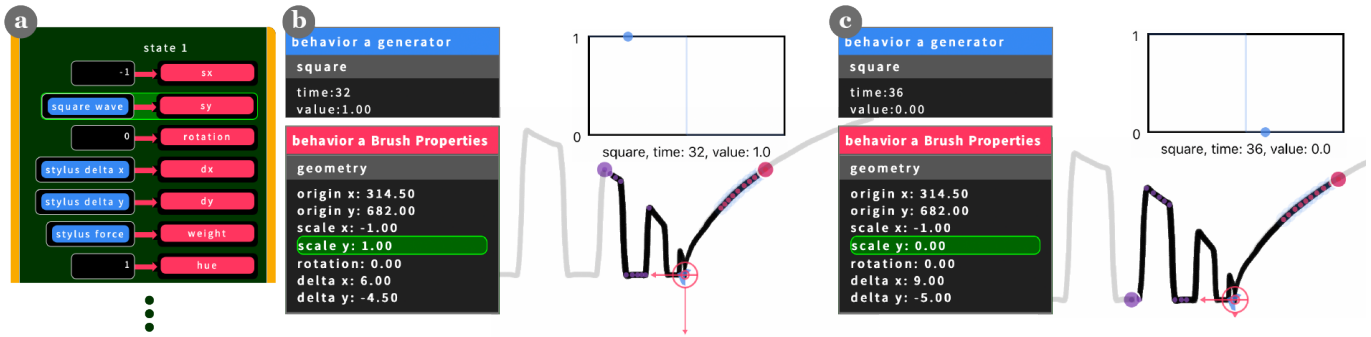 a
state 1
-1 sx
square wave sy
0 rotation
stylus delta x dx
stylus delta y dy
stylus force weight
1 hue
b
behavior a generator
square
time:32
value:1.00
behavior a Brush Properties
geometry
origin x: 314.50
origin y: 682.00
scale x: -1.00
scale y: 1.00
rotation: 0.00
delta x: 6.00
delta y: -4.50
1
0
square, time: 32, value: 1.0
c
behavior a generator
square
time:36
value:0.00
behavior a Brush Properties
geometry
origin x: 314.50
origin y: 682.00
scale x: -1.00
scale y: 0.00
rotation: 0.00
delta x: 9.00
delta y: -5.00
1
0
square, time: 36, value: 0.0